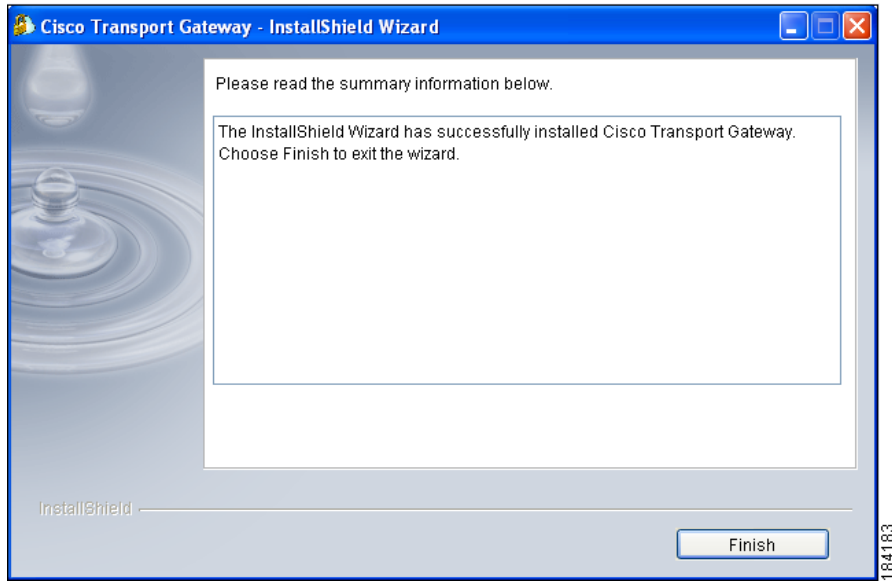 Cisco Transport Gateway - InstallShield Wizard
Please read the summary information below.
The InstallShield Wizard has successfully installed Cisco Transport Gateway.
Choose Finish to exit the wizard.
InstallShield
Finish
184183